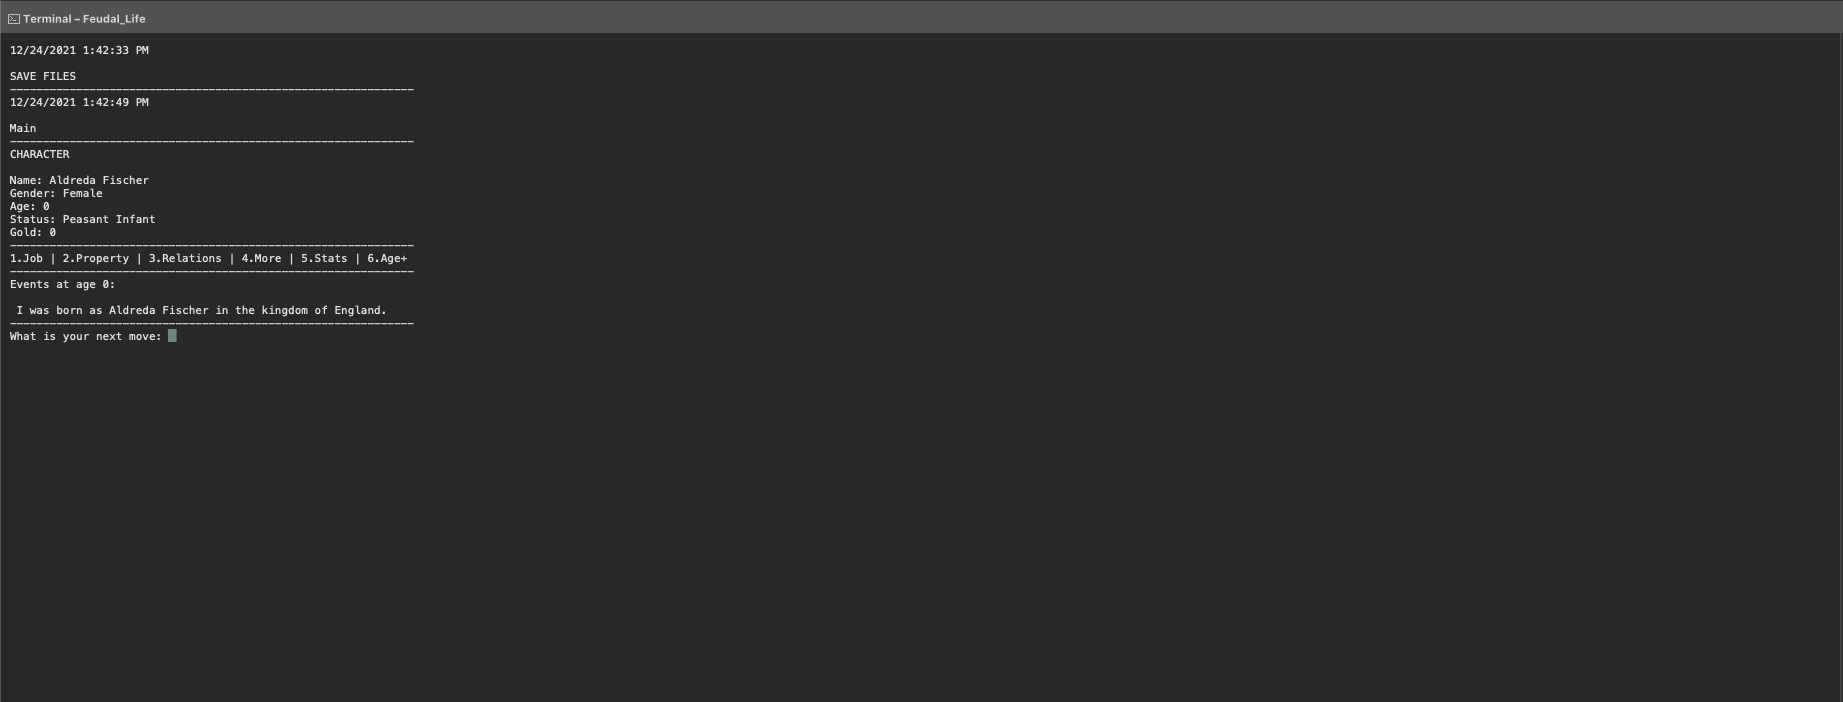 Terminal – Feudal_Life
12/24/2021 1:42:33 PM
SAVE FILES
-------------------------------------------------------------
12/24/2021 1:42:49 PM
Main
-------------------------------------------------------------
CHARACTER
Name: Aldreda Fischer
Gender: Female
Age: 0
Status: Peasant Infant
Gold: 0
-------------------------------------------------------------
1.Job | 2.Property | 3.Relations | 4.More | 5.Stats | 6.Age+
-------------------------------------------------------------
Events at age 0:
I was born as Aldreda Fischer in the kingdom of England.
-------------------------------------------------------------
What is your next move: